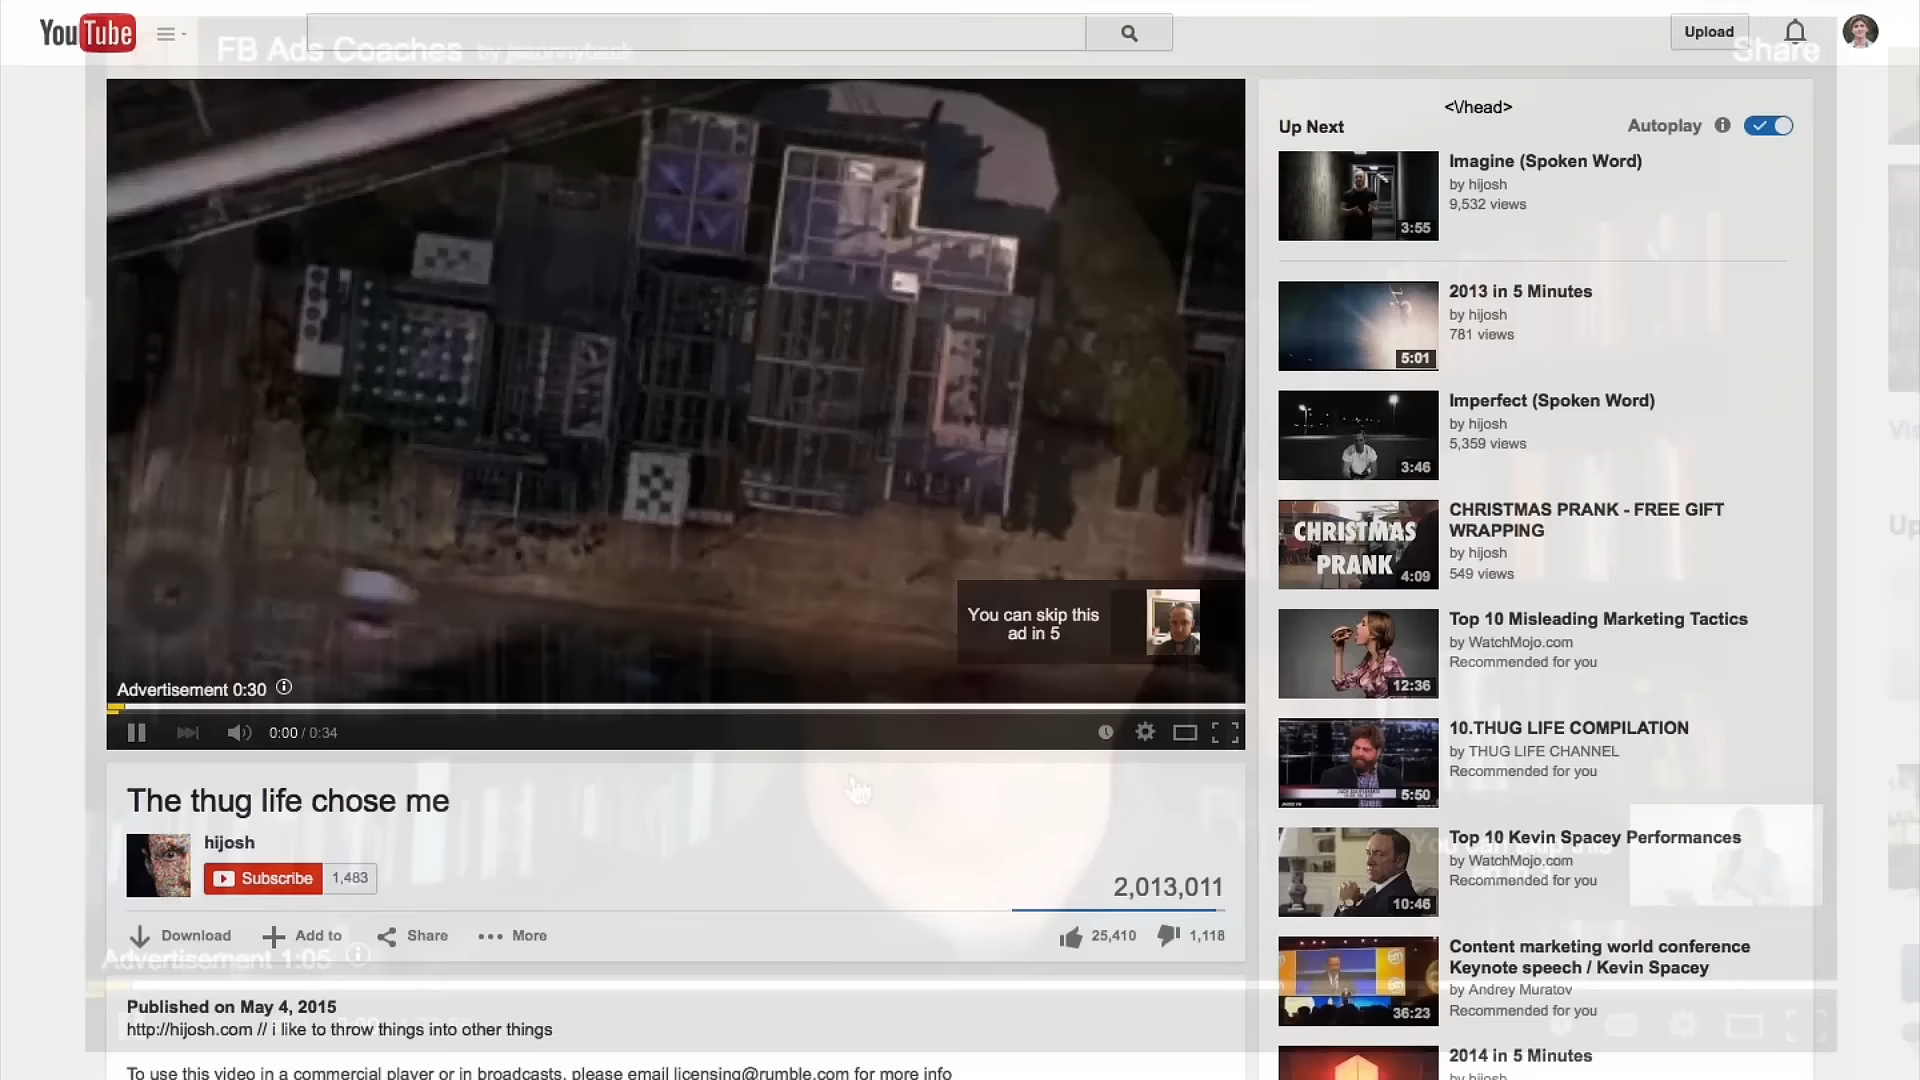 YouTube
Upload
FB Ads Coaches by jasonmyback
Share
<\/head>
Up Next
Autoplay
Imagine (Spoken Word)
by hijosh
9,532 views
3:55
2013 in 5 Minutes
by hijosh
781 views
5:01
Imperfect (Spoken Word)
by hijosh
5,359 views
3:46
CHRISTMAS PRANK - FREE GIFT
WRAPPING
by hijosh
549 views
CHRISTMAS
PRANK
4:09
Top 10 Misleading Marketing Tactics
by WatchMojo.com
Recommended for you
12:36
10.THUG LIFE COMPILATION
by THUG LIFE CHANNEL
Recommended for you
5:50
Top 10 Kevin Spacey Performances
by WatchMojo.com
Recommended for you
10:46
You can skip this
Content marketing world conference
Keynote speech / Kevin Spacey
by Andrey Muratov
Recommended for you
36:23
2014 in 5 Minutes
by hijosh
You can skip this
ad in 5
Advertisement 0:30
0:00 / 0:34
The thug life chose me
hijosh
Subscribe 1,483
2,013,011
Download
Add to
Share
More
25,410
1,118
Advertisement 1:05
Published on May 4, 2015
http://hijosh.com // i like to throw things into other things
To use this video in a commercial player or in broadcasts, please email licensing@rumble.com for more info